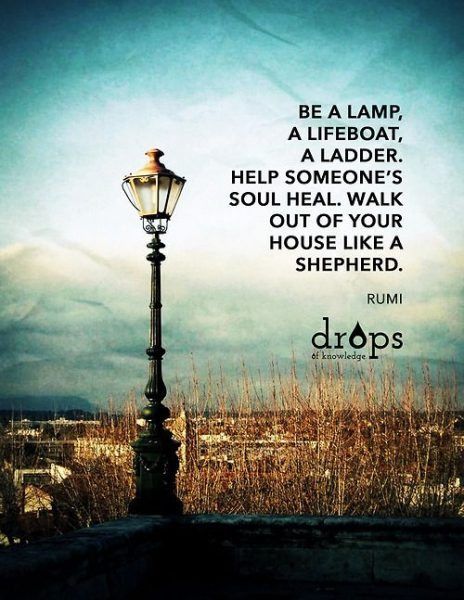 BE A LAMP,
A LIFEBOAT,
A LADDER.
HELP SOMEONE'S
SOUL HEAL. WALK
OUT OF YOUR
HOUSE LIKE A
SHEPHERD.
RUMI
drops
of knowledge